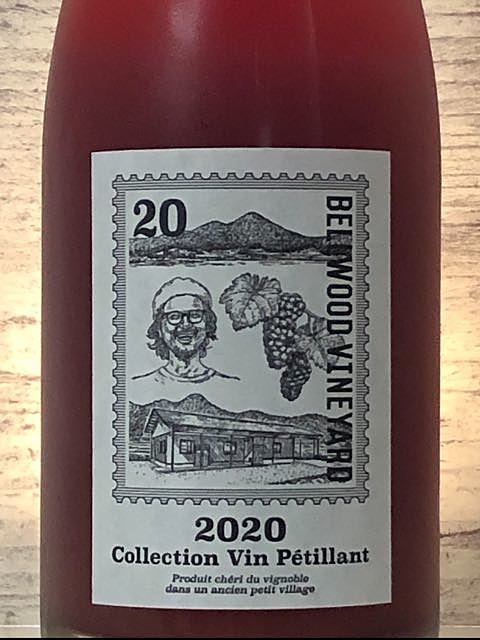 20
BELLWOOD VINEYARD
2020
Collection Vin Pétillant
Produit chéri du vignoble
dans un ancien petit village